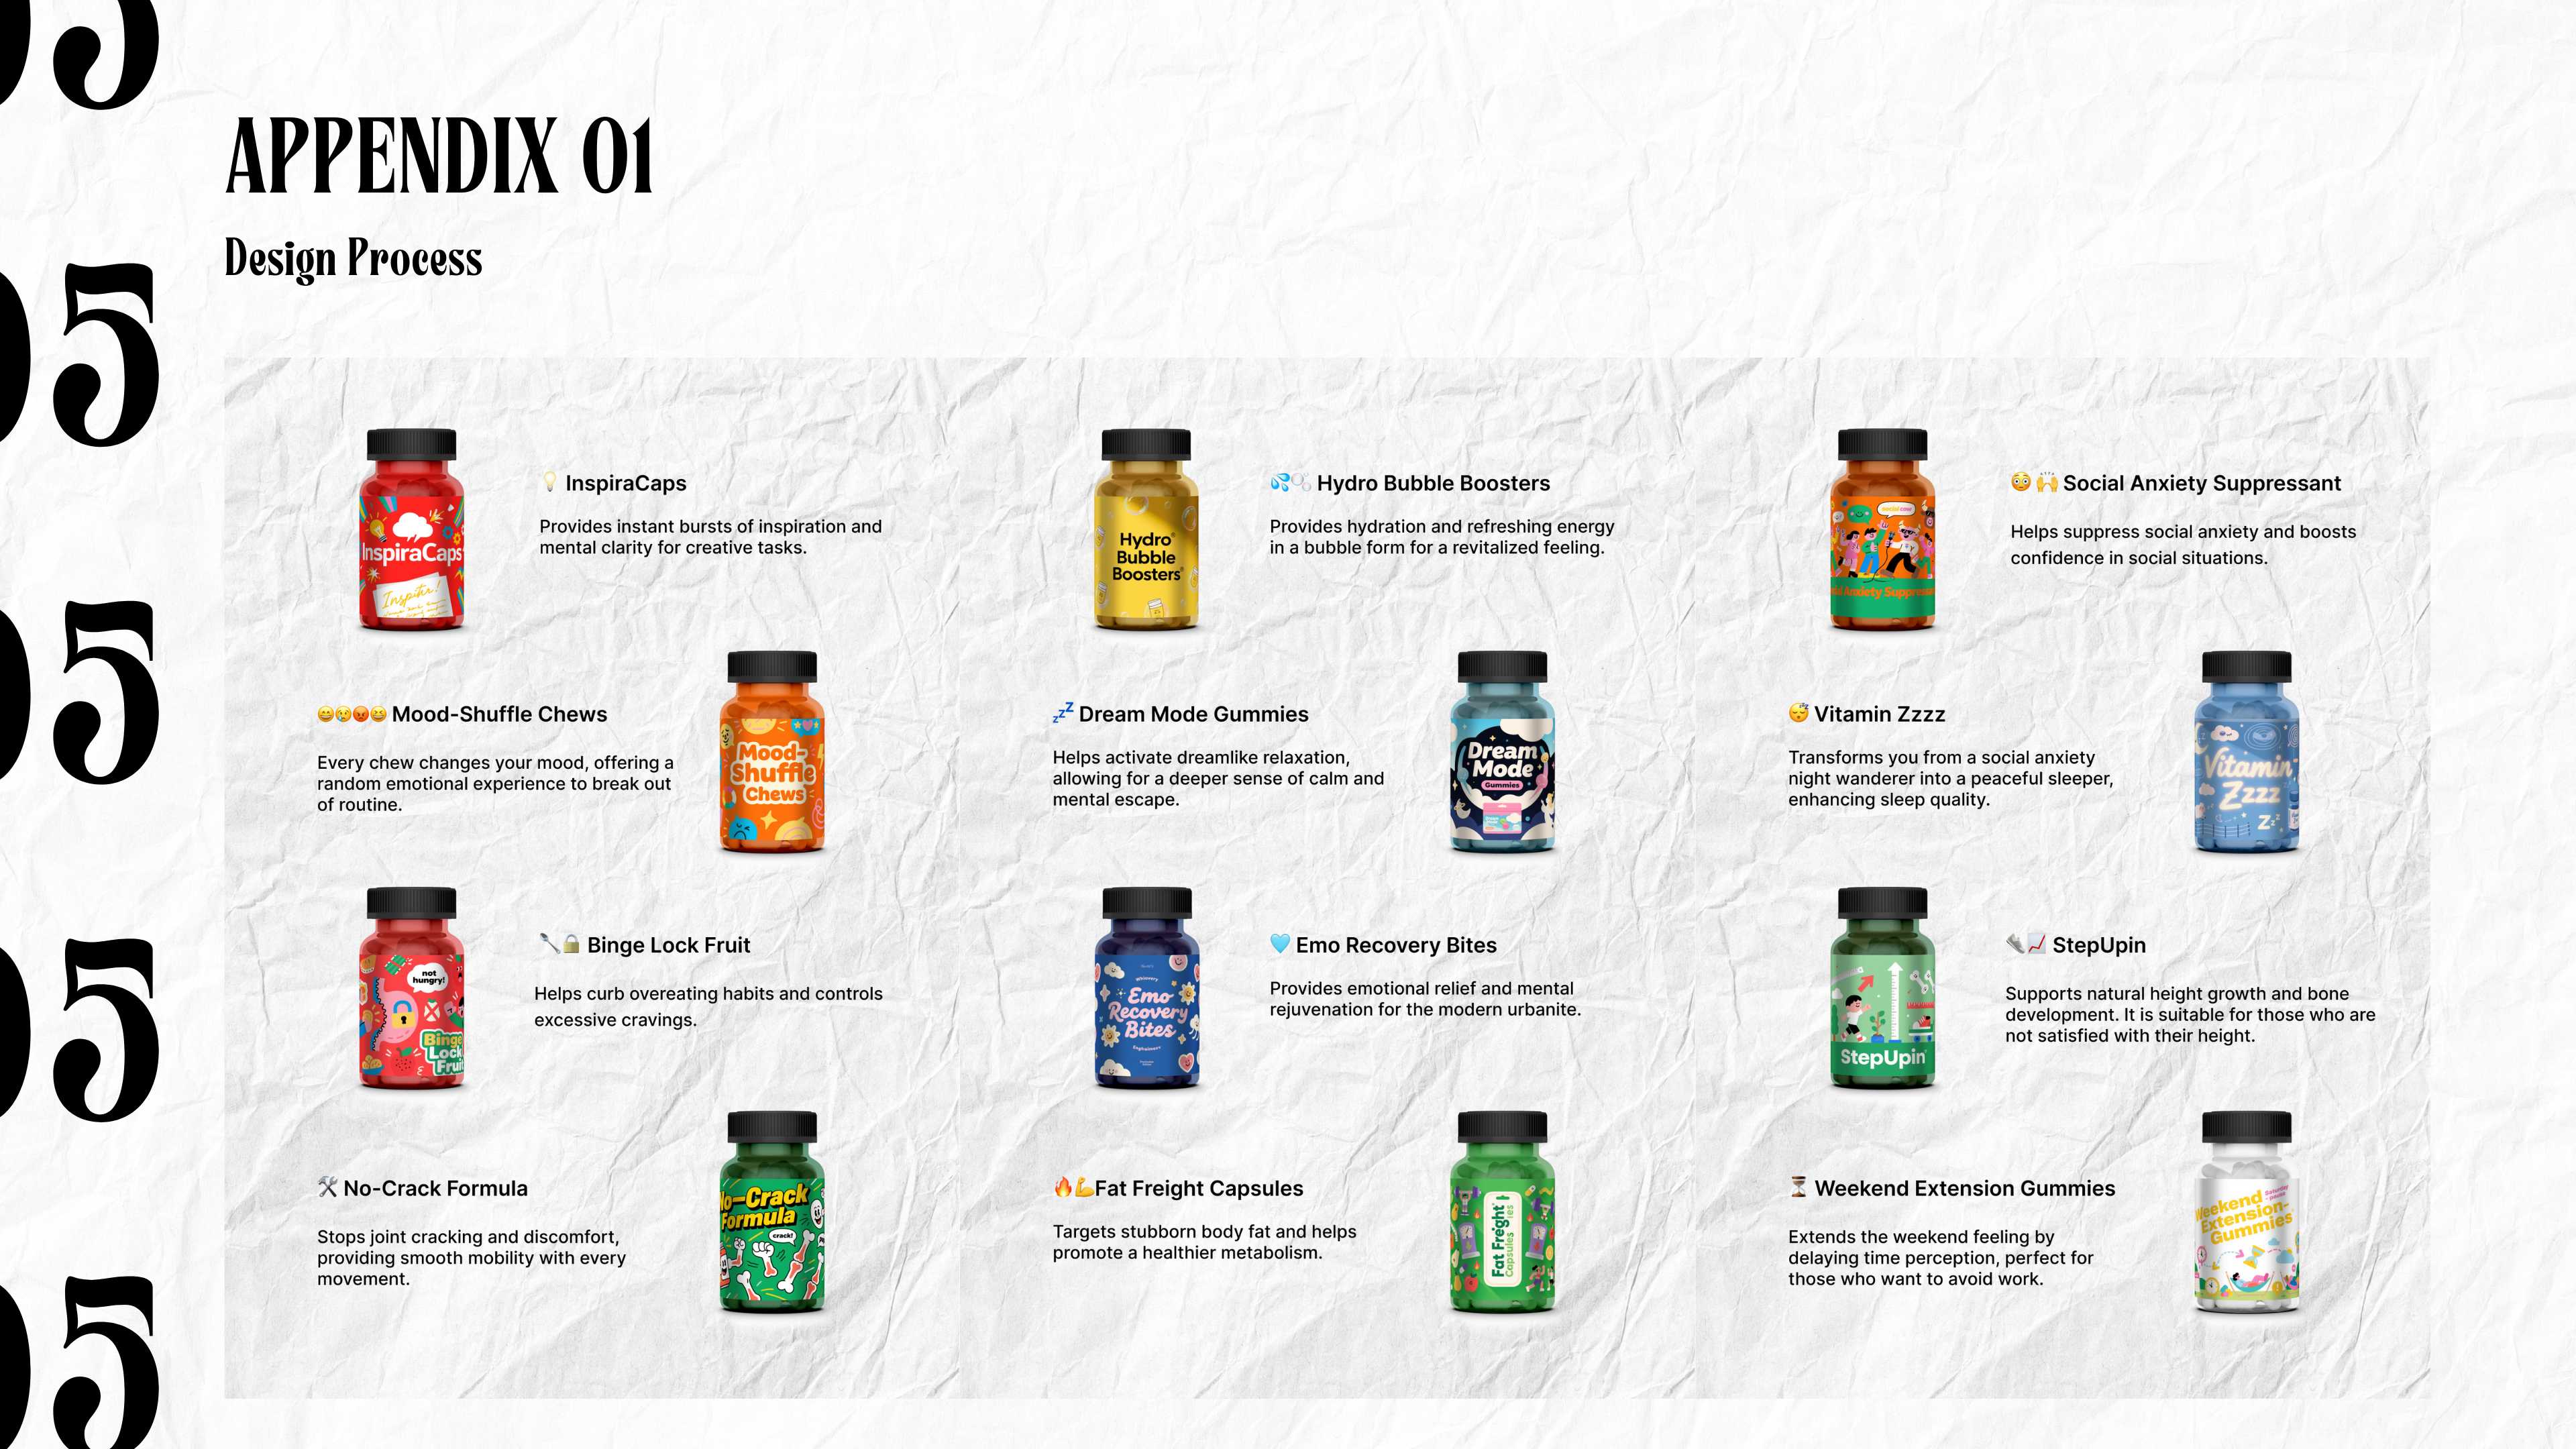 05
05
05
05
05
APPENDIX 01
Design Process
InspiraCaps
Inspire!
💡 InspiraCaps
Provides instant bursts of inspiration and
mental clarity for creative tasks.
Hydro
Bubble
Boosters
💦🫧 Hydro Bubble Boosters
Provides hydration and refreshing energy
in a bubble form for a revitalized feeling.
Anxiety
😳🙌 Social Anxiety Suppressant
Helps suppress social anxiety and boosts
confidence in social situations.
😄😢😡😆 Mood-Shuffle Chews
Every chew changes your mood, offering a
random emotional experience to break out
of routine.
Mood-
Shuffle
Chews
💤 Dream Mode Gummies
Helps activate dreamlike relaxation,
allowing for a deeper sense of calm and
mental escape.
Dream
Mode
Gummies
😴 Vitamin Zzzz
Transforms you from a social anxiety
night wanderer into a peaceful sleeper,
enhancing sleep quality.
Vitamin
Zzzz
Zzz
not
hungry!
Binge
Lock
Fruit
🥄🔒 Binge Lock Fruit
Helps curb overeating habits and controls
excessive cravings.
Emo
Recovery
Bites
🩵 Emo Recovery Bites
Provides emotional relief and mental
rejuvenation for the modern urbanite.
StepUpin
👟📈 StepUpin
Supports natural height growth and bone
development. It is suitable for those who are
not satisfied with their height.
🛠 No-Crack Formula
Stops joint cracking and discomfort,
providing smooth mobility with every
movement.
No-Crack
Formula
crack!
🔥💪Fat Freight Capsules
Targets stubborn body fat and helps
promote a healthier metabolism.
Fat Freight
Capsules
⏳ Weekend Extension Gummies
Extends the weekend feeling by
delaying time perception, perfect for
those who want to avoid work.
Weekend
Extension-
Gummies